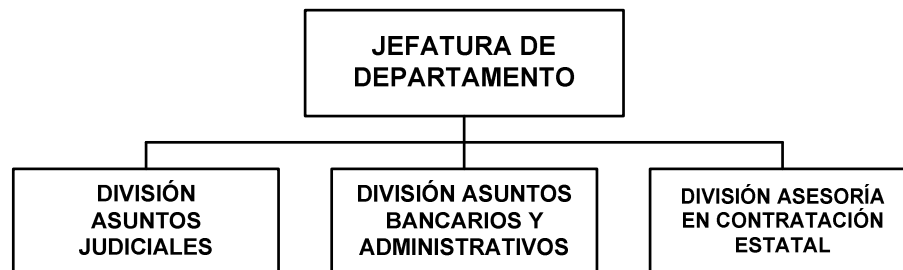 JEFATURA DE
DEPARTAMENTO
DIVISIÓN
ASUNTOS
JUDICIALES
DIVISIÓN ASUNTOS
BANCARIOS Y
ADMINISTRATIVOS
DIVISIÓN ASESORÍA
EN CONTRATACIÓN
ESTATAL